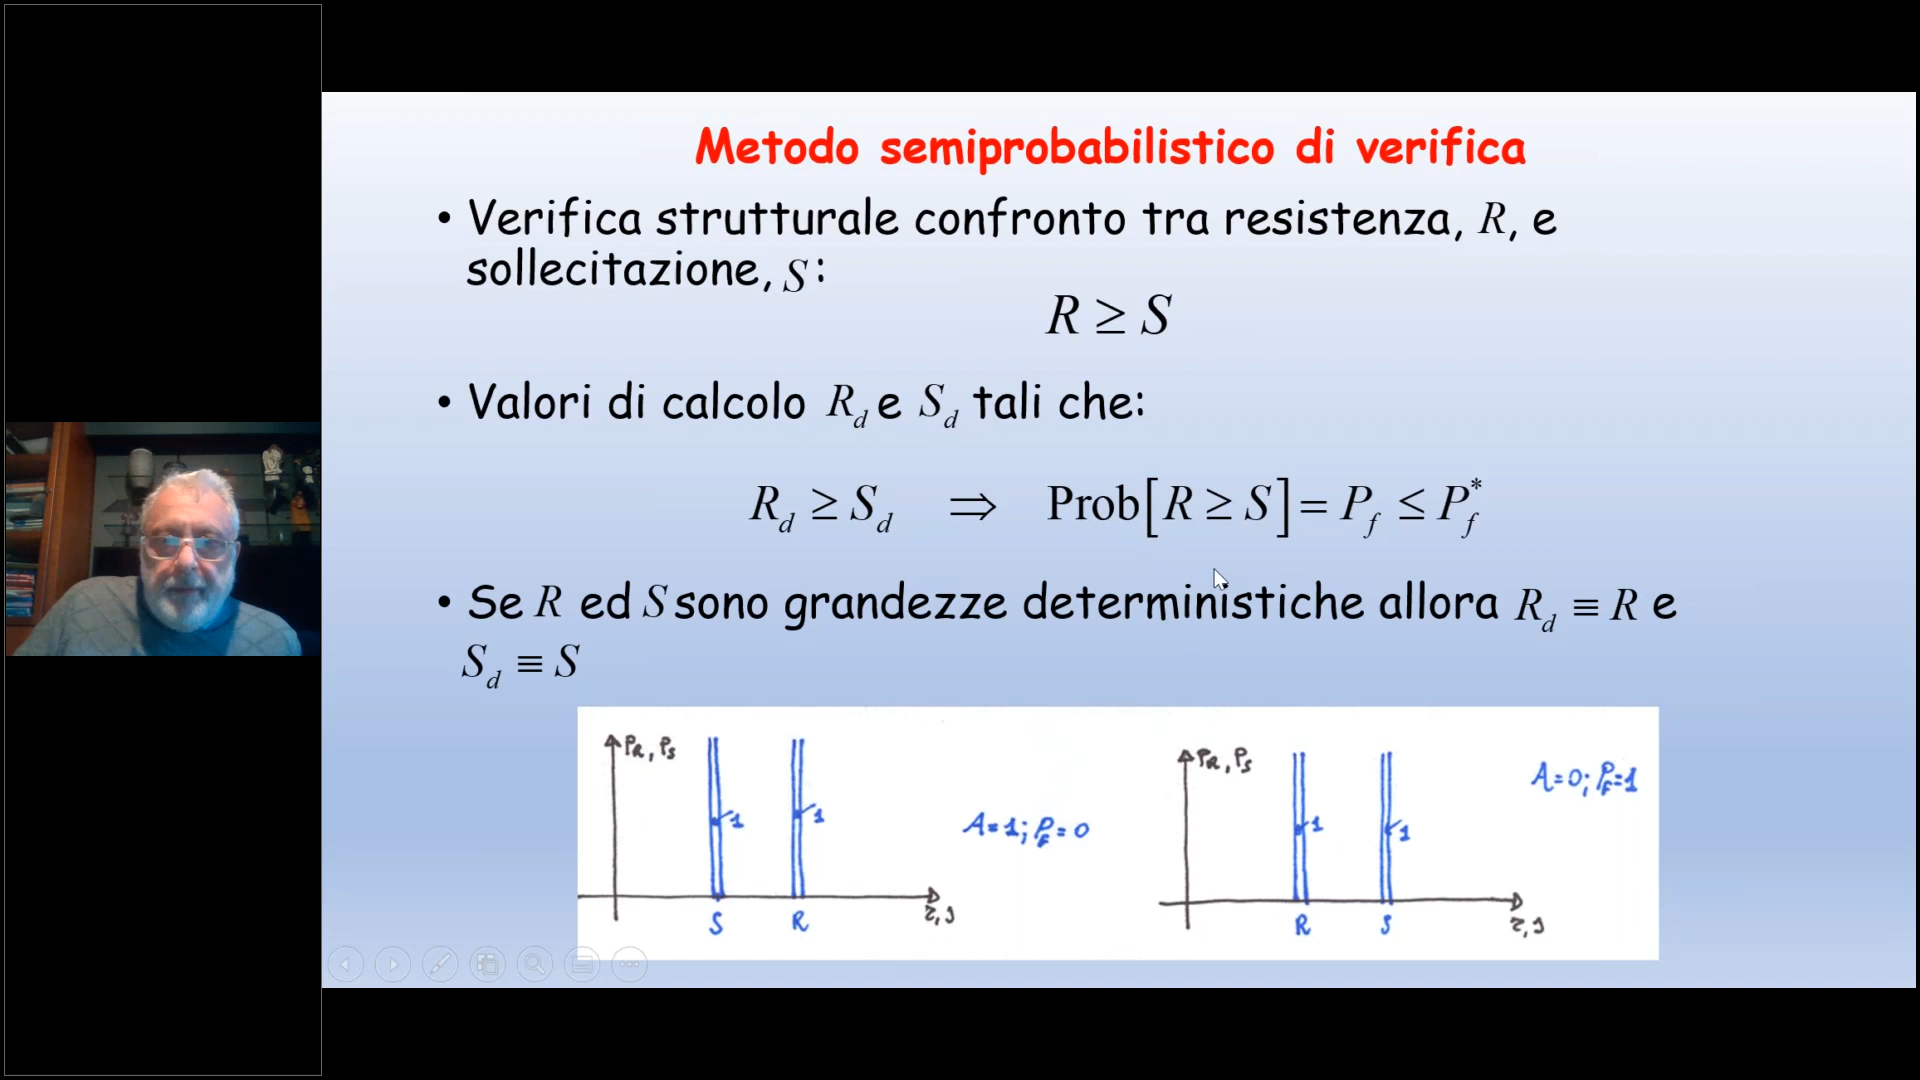 Metodo semiprobabilistico di verifica
• Verifica strutturale confronto tra resistenza, R, e
sollecitazione, S :
R ≥ S
• Valori di calcolo R_d e S_d tali che:
R_d ≥ S_d ⇒ Prob[R ≥ S] = P_f ≤ P_f^*
• Se R ed S sono grandezze deterministiche allora R_d ≡ R e
S_d ≡ S
P_R, P_S
1
1
A=1; P_f=0
S
R
r, s
P_R, P_S
1
1
A=0; P_f=1
R
S
r, s